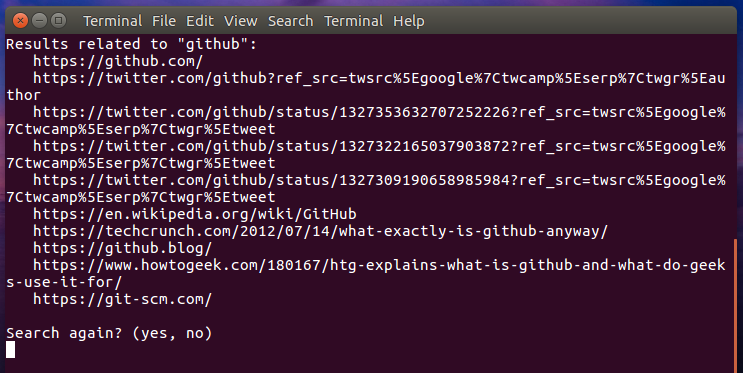 Terminal File Edit View Search Terminal Help
Results related to "github":
https://github.com/
https://twitter.com/github?ref_src=twsrc%5Egoogle%7Ctwcamp%5Eserp%7Ctwgr%5Eau
thor
https://twitter.com/github/status/1327353632707252226?ref_src=twsrc%5Egoogle%
7Ctwcamp%5Eserp%7Ctwgr%5Etweet
https://twitter.com/github/status/1327322165037903872?ref_src=twsrc%5Egoogle%
7Ctwcamp%5Eserp%7Ctwgr%5Etweet
https://twitter.com/github/status/1327309190658985984?ref_src=twsrc%5Egoogle%
7Ctwcamp%5Eserp%7Ctwgr%5Etweet
https://en.wikipedia.org/wiki/GitHub
https://techcrunch.com/2012/07/14/what-exactly-is-github-anyway/
https://github.blog/
https://www.howtogeek.com/180167/htg-explains-what-is-github-and-what-do-geek
s-use-it-for/
https://git-scm.com/
Search again? (yes, no)